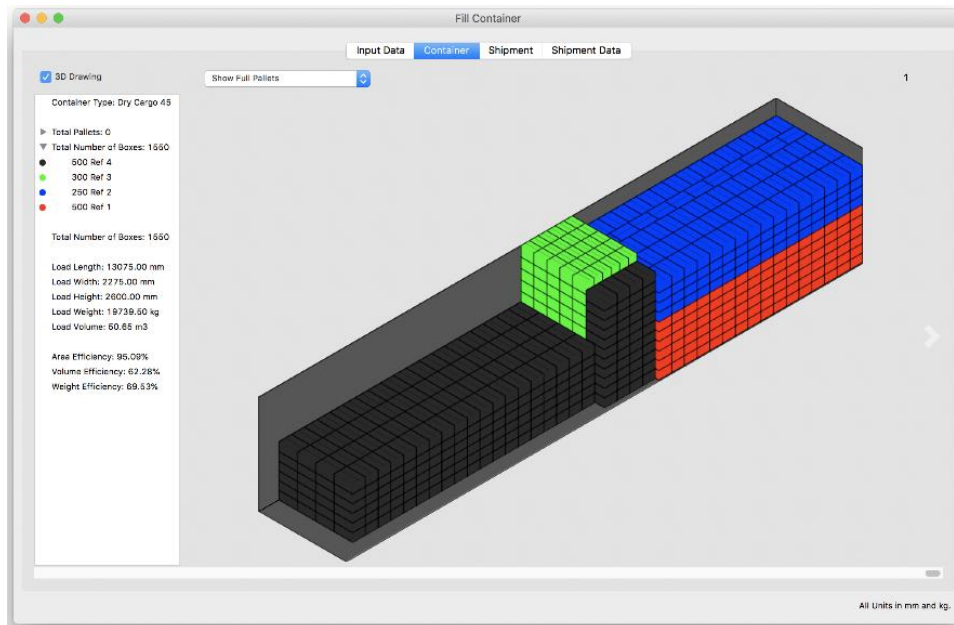 Fill Container
Input Data Container Shipment Shipment Data
3D Drawing
Show Full Pallets
1
Container Type: Dry Cargo 45
Total Pallets: 0
Total Number of Boxes: 1550
500 Ref 4
300 Ref 3
250 Ref 2
500 Ref 1
Total Number of Boxes: 1550
Load Length: 13075.00 mm
Load Width: 2275.00 mm
Load Height: 2600.00 mm
Load Weight: 19739.50 kg
Load Volume: 50.65 m3
Area Efficiency: 95.09%
Volume Efficiency: 62.28%
Weight Efficiency: 69.53%
All Units in mm and kg.